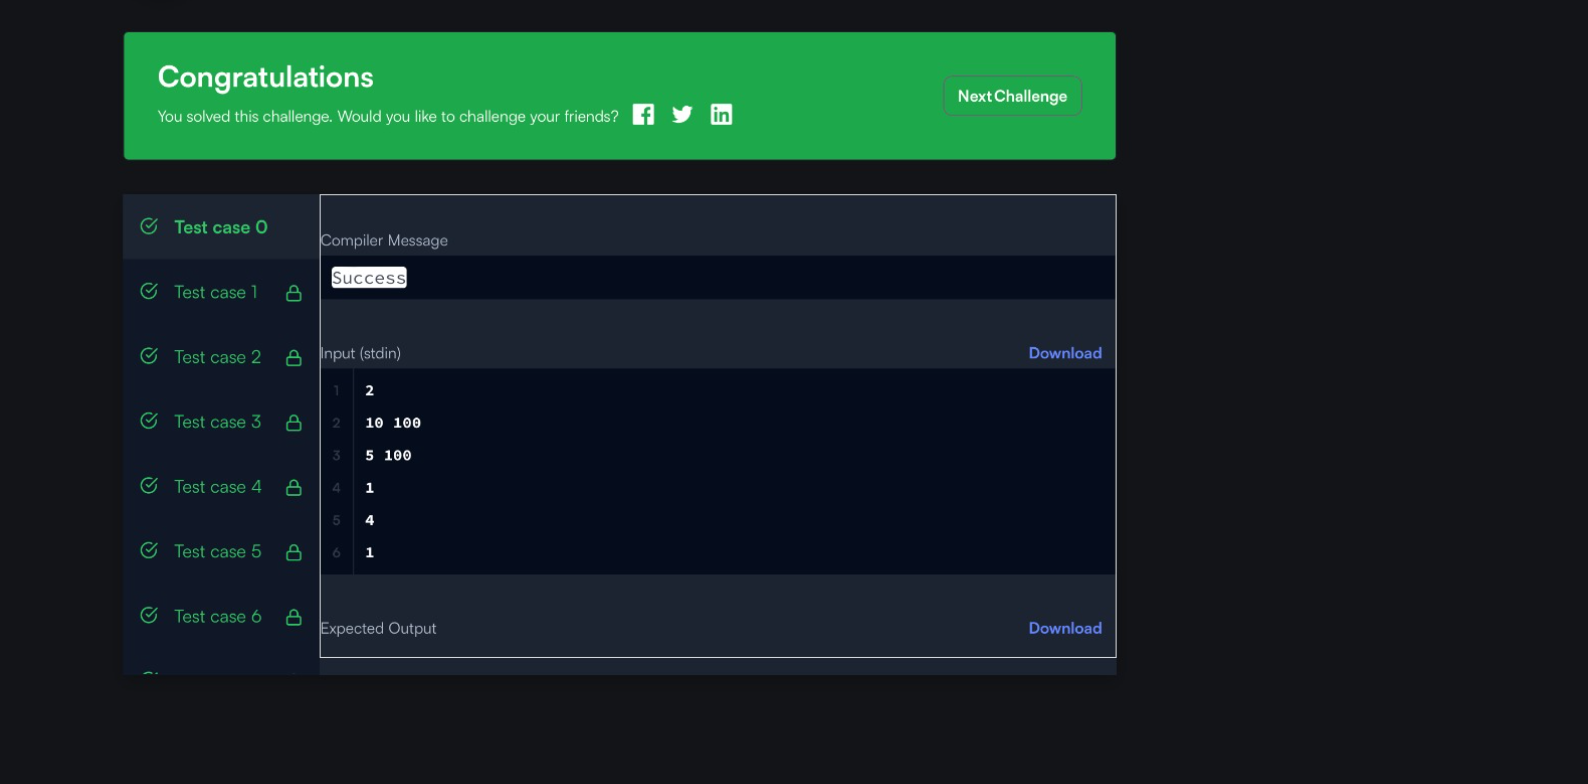 Congratulations
You solved this challenge. Would you like to challenge your friends?
Next Challenge
Test case 0
Test case 1
Test case 2
Test case 3
Test case 4
Test case 5
Test case 6
Compiler Message
Success
Input (stdin)
Download
1 2
2 10 100
3 5 100
4 1
5 4
6 1
Expected Output
Download